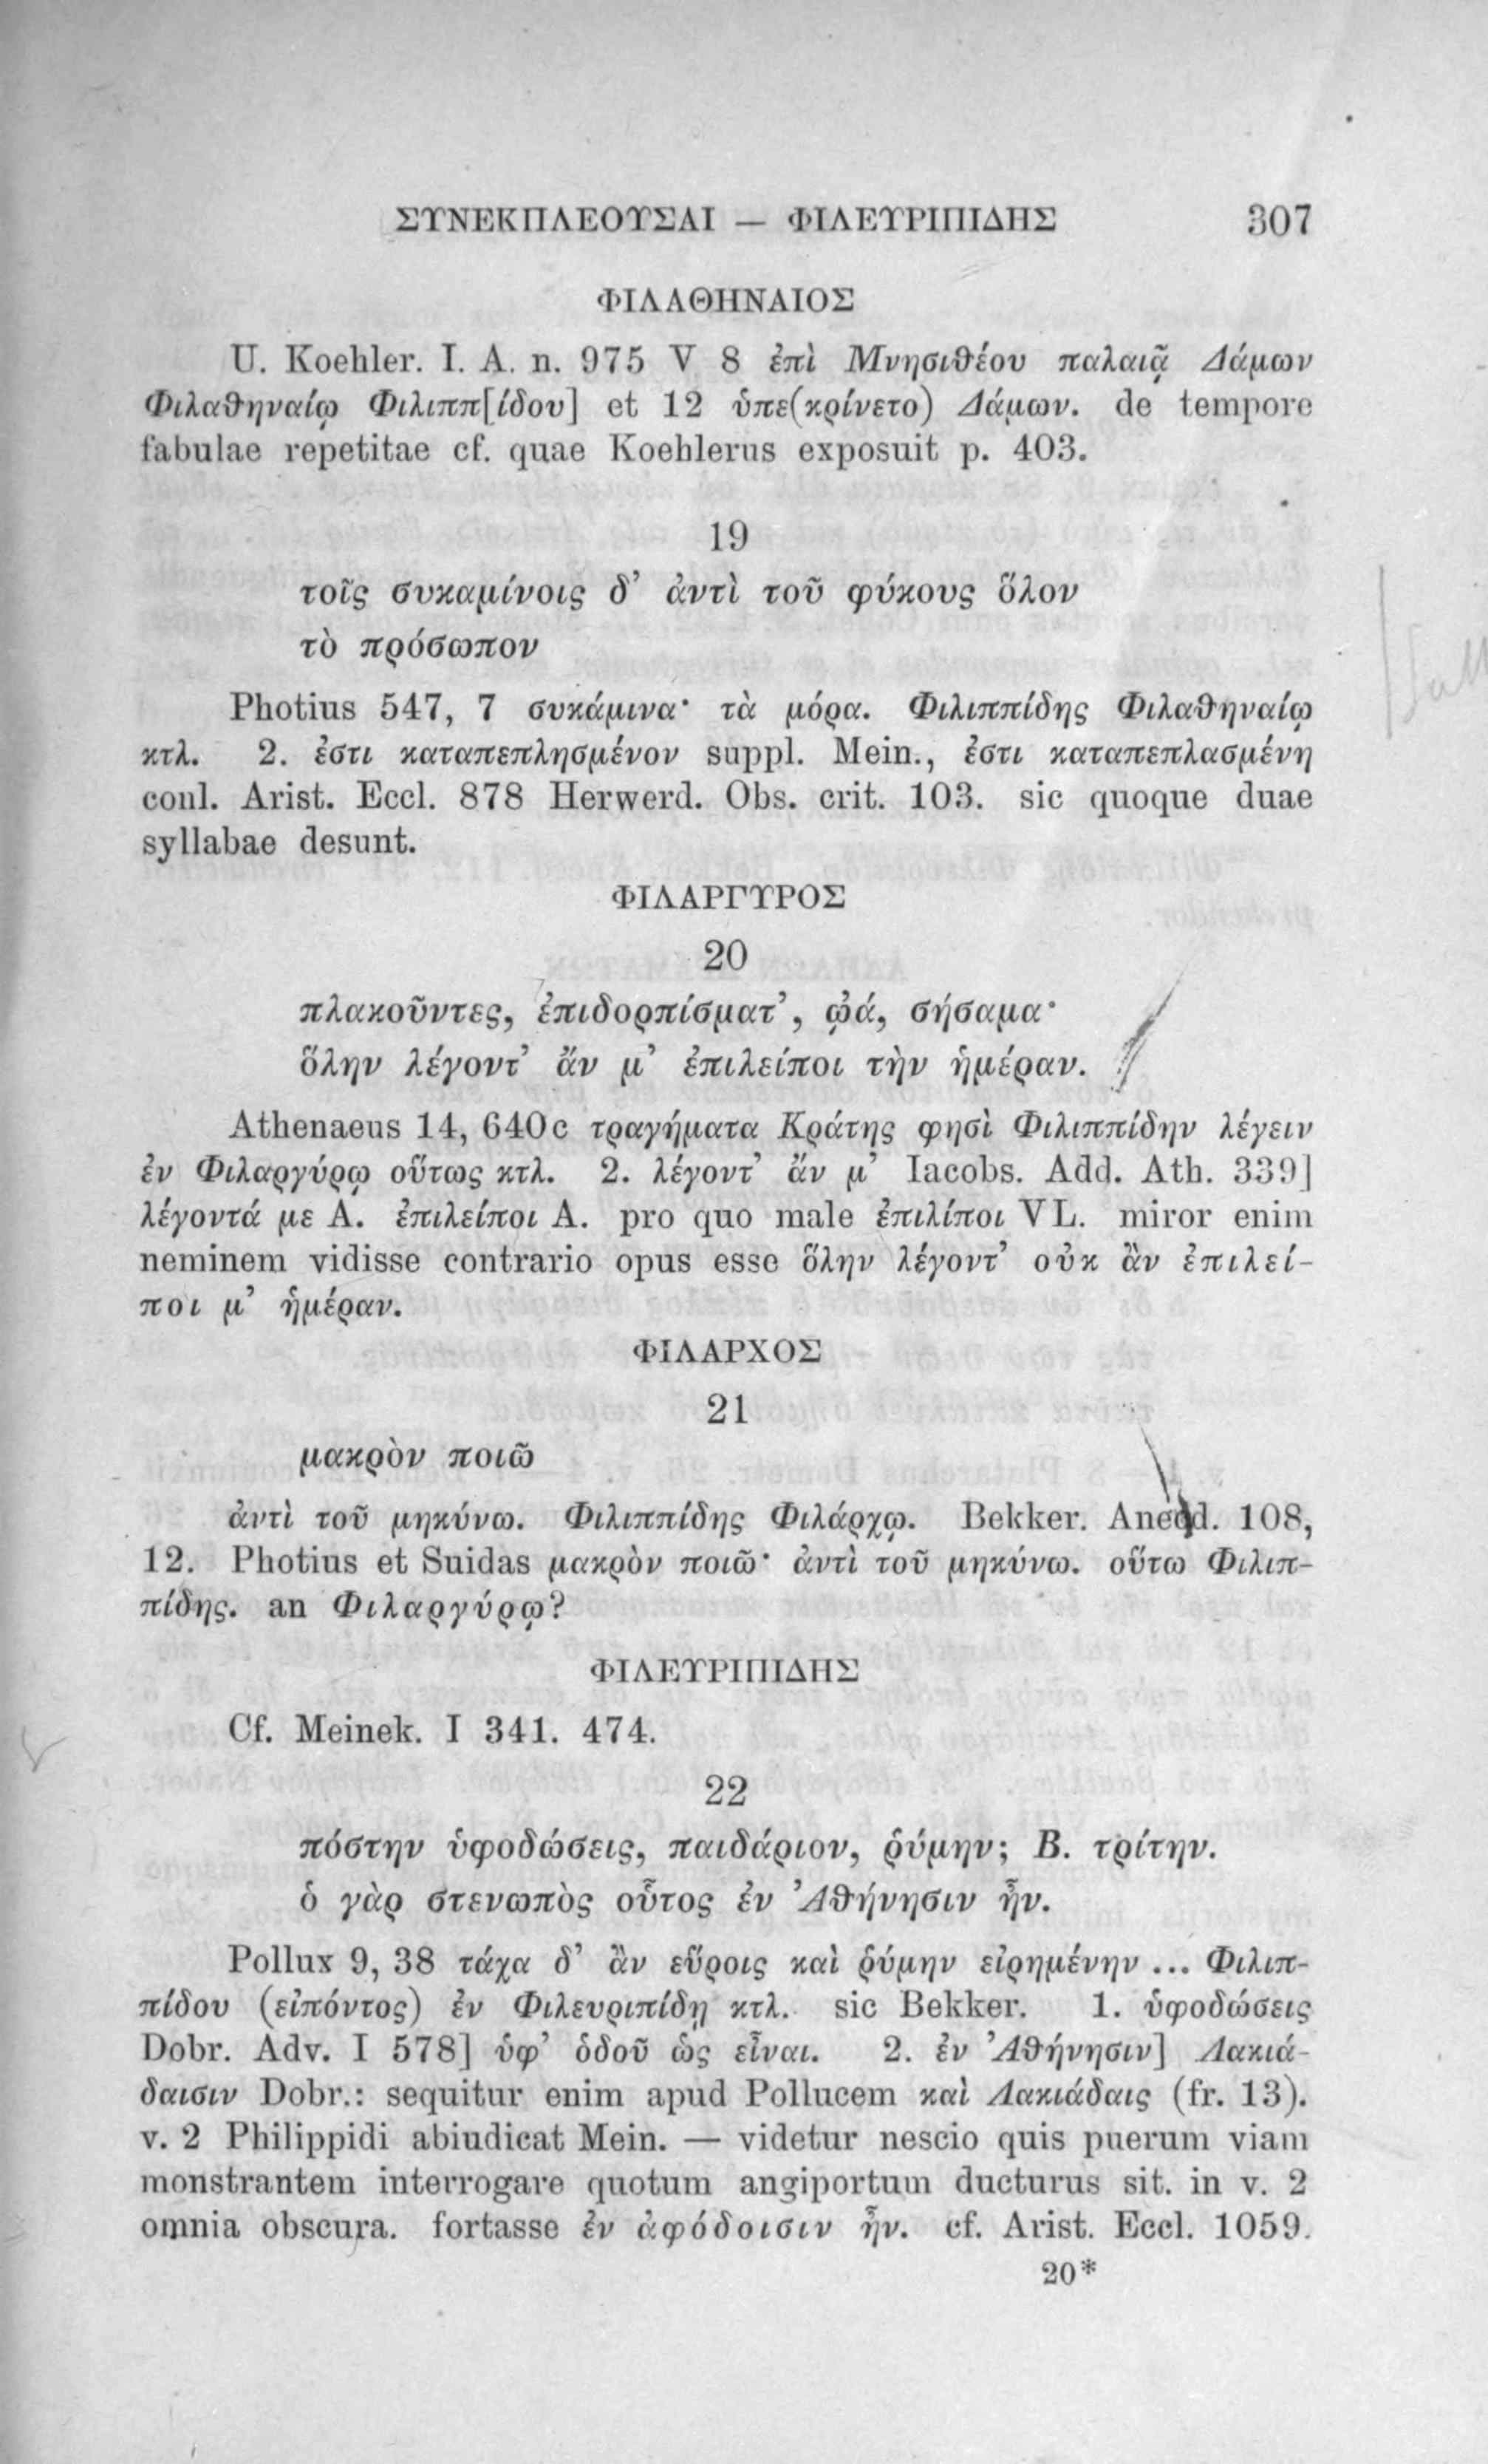 ΣΥΝΕΚΠΛΕΟΥΣΑΙ — ΦΙΛΕΥΡΙΠΙΔΗΣ 307
ΦΙΛΑΘΗΝΑΙΟΣ
U. Koehler. I. A. n. 975 V 8 ἐπὶ Μνησιθέου παλαιᾷ Δάμων
Φιλαθηναίῳ Φιλιππ[ίδου] et 12 ὑπε(κρίνετο) Δάμων. de tempore
fabulae repetitae cf. quae Koehlerus exposuit p. 403.
19
τοῖς συκαμίνοις δ’ ἀντὶ τοῦ φύκους ὅλον
τὸ πρόσωπον
Photius 547, 7 συκάμινα· τὰ μόρα. Φιλιππίδης Φιλαθηναίῳ
κτλ. 2. ἐστι καταπεπλησμένον suppl. Mein., ἐστι καταπεπλασμένη
conl. Arist. Eccl. 878 Herwerd. Obs. crit. 103. sic quoque duae
syllabae desunt.
ΦΙΛΑΡΓΥΡΟΣ
20
πλακοῦντες, ἐπιδορπίσματ’, ᾠά, σήσαμα·
ὅλην λέγοντ’ ἄν μ’ ἐπιλείποι τὴν ἡμέραν.
Athenaeus 14, 640c τραγήματα Κράτης φησὶ Φιλιππίδην λέγειν
ἐν Φιλαργύρῳ οὕτως κτλ. 2. λέγοντ’ ἄν μ’ Iacobs. Add. Ath. 339]
λέγοντά με A. ἐπιλείποι A. pro quo male ἐπιλίποι VL. miror enim
neminem vidisse contrario opus esse ὅλην λέγοντ’ οὐκ ἂν ἐπιλεί-
ποι μ’ ἡμέραν.
ΦΙΛΑΡΧΟΣ
21
μακρὸν ποιῶ
ἀντὶ τοῦ μηκύνω. Φιλιππίδης Φιλάρχῳ. Bekker. Anecd. 108,
12. Photius et Suidas μακρὸν ποιῶ· ἀντὶ τοῦ μηκύνω. οὕτω Φιλιπ-
πίδης. an Φιλαργύρῳ?
ΦΙΛΕΥΡΙΠΙΔΗΣ
Cf. Meinek. I 341. 474.
22
πόστην ὑφοδώσεις, παιδάριον, ῥύμην; Β. τρίτην.
ὁ γὰρ στενωπὸς οὗτος ἐν Ἀθήνησιν ἦν.
Pollux 9, 38 τάχα δ’ ἂν εὕροις καὶ ῥύμην εἰρημένην ... Φιλιπ-
πίδου (εἰπόντος) ἐν Φιλευριπίδῃ κτλ. sic Bekker. 1. ὑφοδώσεις
Dobr. Adv. I 578] ὑφ’ ὁδοῦ ὡς εἶναι. 2. ἐν Ἀθήνησιν] Λακιά-
δαισιν Dobr.: sequitur enim apud Pollucem καὶ Λακιάδαις (fr. 13).
v. 2 Philippidi abiudicat Mein. — videtur nescio quis puerum viam
monstrantem interrogare quotum angiportum ducturus sit. in v. 2
omnia obscura. fortasse ἐν ἀφόδοισιν ἦν. cf. Arist. Eccl. 1059.
20*